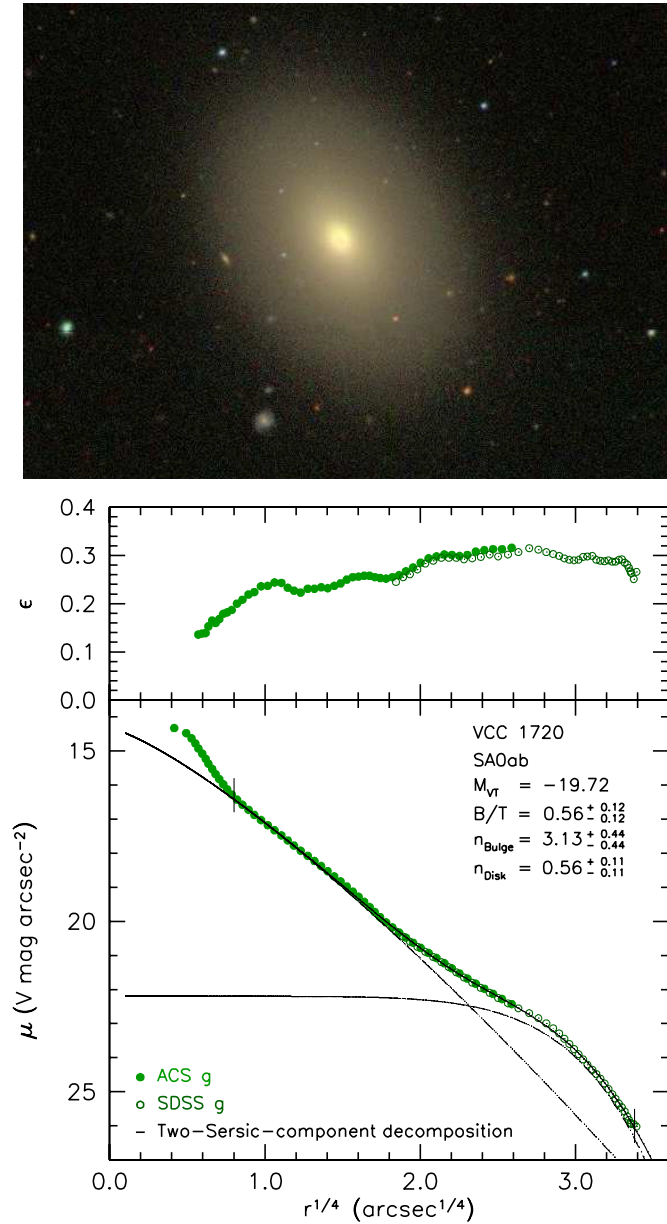 0.4
0.3
0.2
0.1
0.0
ϵ
15
20
25
μ (V mag arcsec⁻²)
VCC 1720
SA0ab
M_VT = −19.72
B/T = 0.56 + 0.12 − 0.12
n_Bulge = 3.13 + 0.44 − 0.44
n_Disk = 0.56 + 0.11 − 0.11
ACS g
SDSS g
Two−Sersic−component decomposition
0.0 1.0 2.0 3.0
r^1/4 (arcsec^1/4)